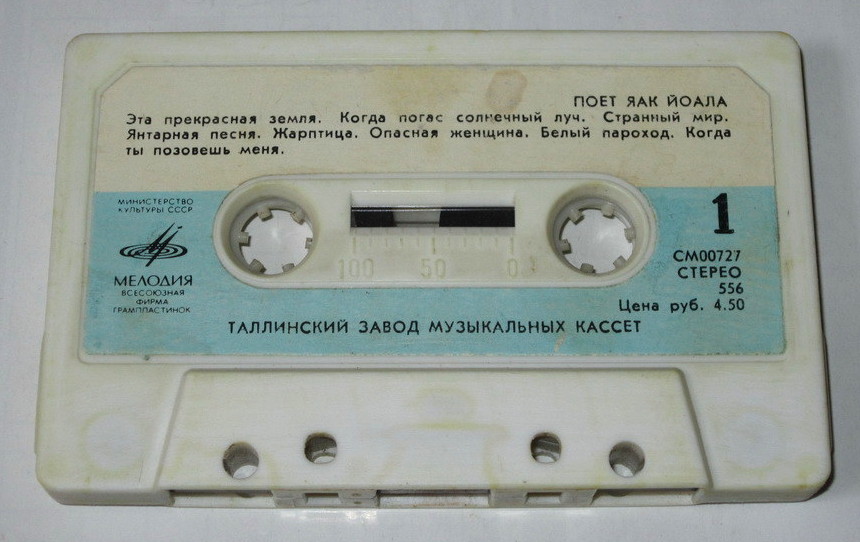 ПОЕТ ЯАК ЙОАЛА
Эта прекрасная земля. Когда погас солнечный луч. Странный мир.
Янтарная песня. Жарптица. Опасная женщина. Белый пароход. Когда
ты позовешь меня.
МИНИСТЕРСТВО
КУЛЬТУРЫ СССР
МЕЛОДИЯ
ВСЕСОЮЗНАЯ
ФИРМА
ГРАМПЛАСТИНОК
100 50 0
1
СМ00727
СТЕРЕО
556
Цена руб. 4.50
ТАЛЛИНСКИЙ ЗАВОД МУЗЫКАЛЬНЫХ КАССЕТ